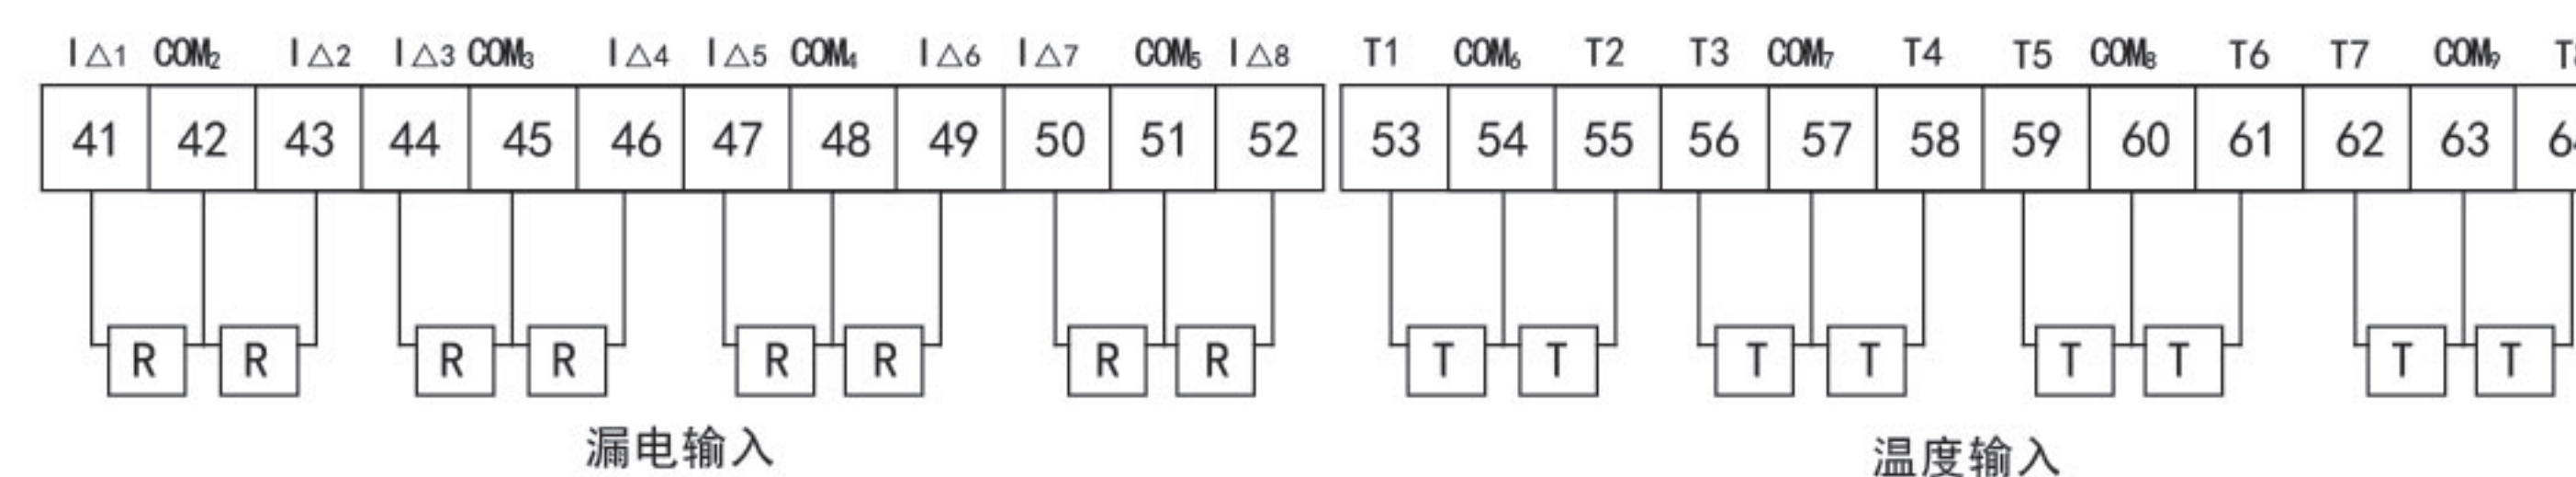 I△1 COM₂ I△2 I△3 COM₃ I△4 I△5 COM₄ I△6 I△7 COM₅ I△8 T1 COM₆ T2 T3 COM₇ T4 T5 COM₈ T6 T7 COM₉
41 42 43 44 45 46 47 48 49 50 51 52 53 54 55 56 57 58 59 60 61 62 63
R R R R R R R R T T T T T T T T
漏电输入 温度输入